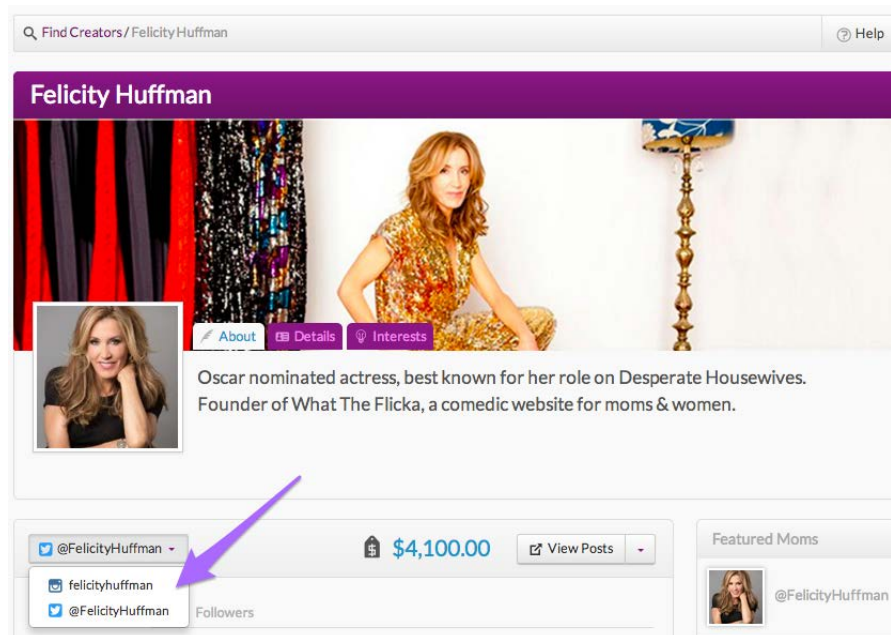 Find Creators / Felicity Huffman
Help
Felicity Huffman
About
Details
Interests
Oscar nominated actress, best known for her role on Desperate Housewives.
Founder of What The Flicka, a comedic website for moms & women.
@FelicityHuffman
$4,100.00
View Posts
Featured Moms
felicityhuffman
@FelicityHuffman
Followers
@FelicityHuffman